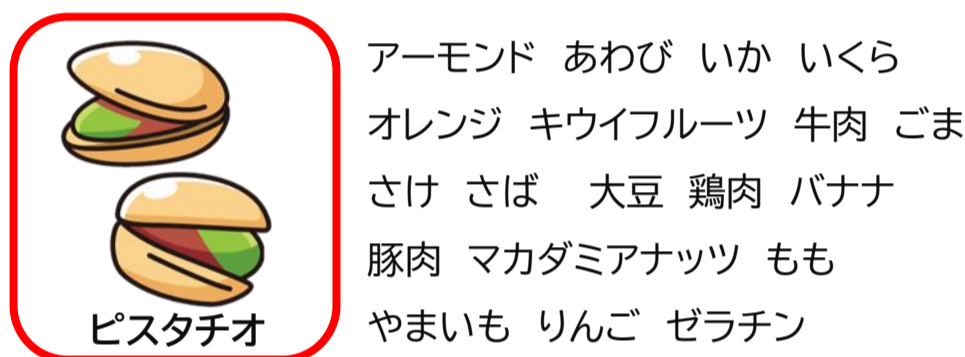 ピスタチオ
アーモンド あわび いか いくら
オレンジ キウイフルーツ 牛肉 ごま
さけ さば 大豆 鶏肉 バナナ
豚肉 マカダミアナッツ もも
やまいも りんご ゼラチン